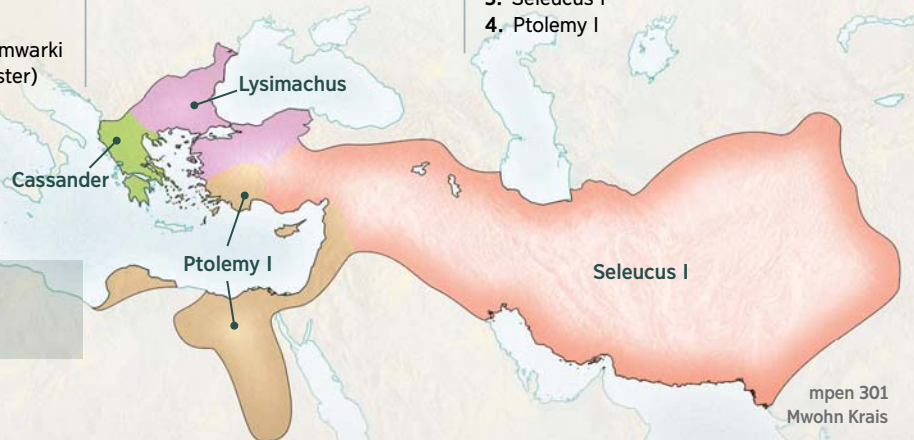 mwarki
ster)
3. Seleucus I
4. Ptolemy I
Lysimachus
Cassander
Ptolemy I
Seleucus I
mpen 301
Mwohn Krais